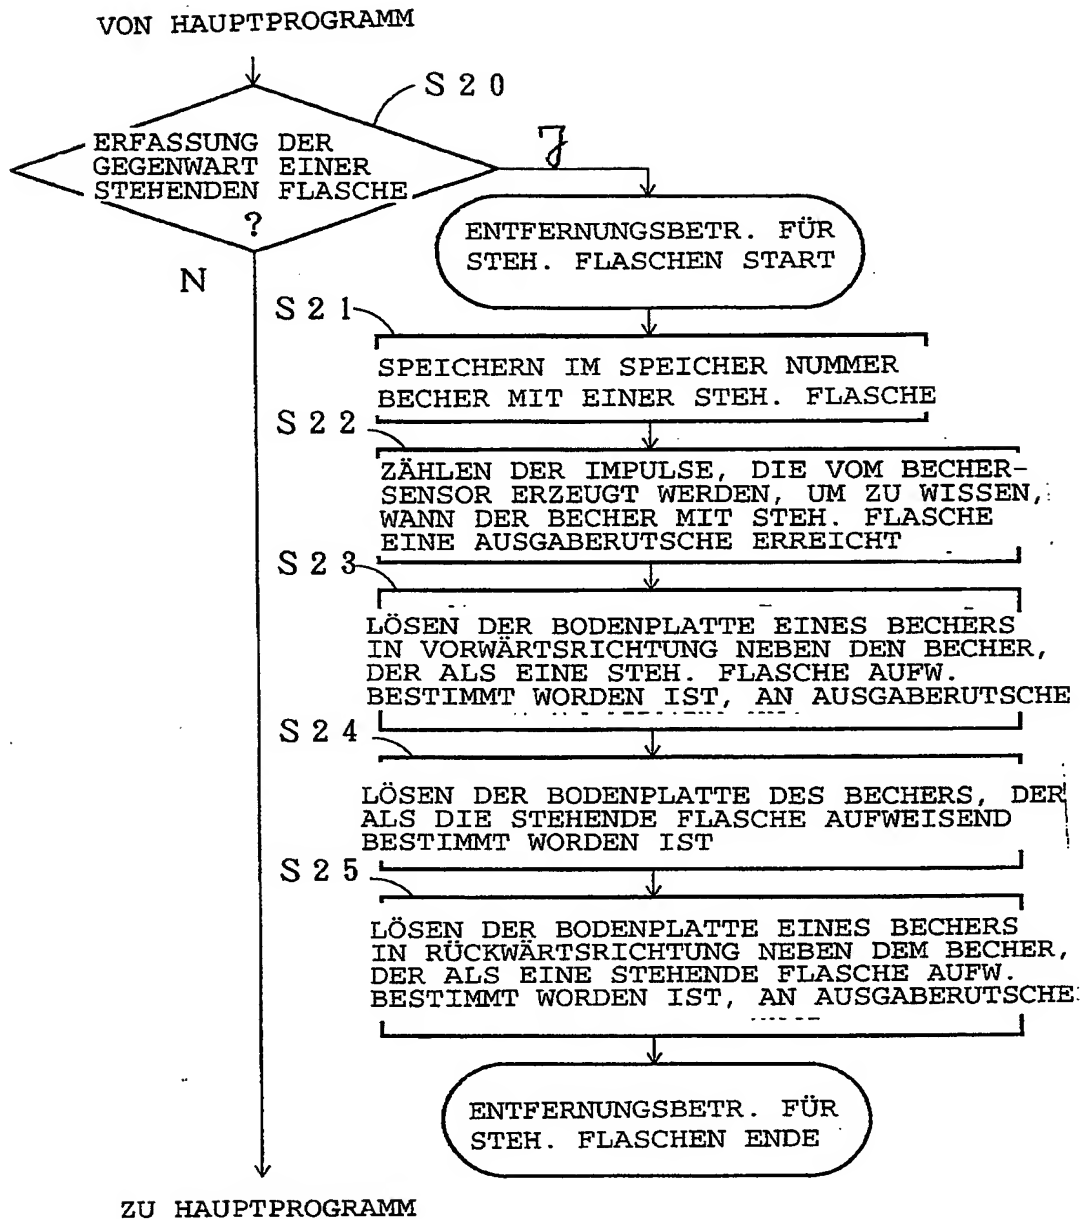 VON HAUPTPROGRAMM
S20
ERFASSUNG DER
GEGENWART EINER
STEHENDEN FLASCHE
?
J
N
ENTFERNUNGSBETR. FÜR
STEH. FLASCHEN START
S21
SPEICHERN IM SPEICHER NUMMER
BECHER MIT EINER STEH. FLASCHE
S22
ZÄHLEN DER IMPULSE, DIE VOM BECHER-
SENSOR ERZEUGT WERDEN, UM ZU WISSEN,
WANN DER BECHER MIT STEH. FLASCHE
EINE AUSGABERUTSCHE ERREICHT
S23
LÖSEN DER BODENPLATTE EINES BECHERS
IN VORWÄRTSRICHTUNG NEBEN DEN BECHER,
DER ALS EINE STEH. FLASCHE AUFW.
BESTIMMT WORDEN IST, AN AUSGABERUTSCHE
S24
LÖSEN DER BODENPLATTE DES BECHERS, DER
ALS DIE STEHENDE FLASCHE AUFWEISEND
BESTIMMT WORDEN IST
S25
LÖSEN DER BODENPLATTE EINES BECHERS
IN RÜCKWÄRTSRICHTUNG NEBEN DEM BECHER,
DER ALS EINE STEHENDE FLASCHE AUFW.
BESTIMMT WORDEN IST, AN AUSGABERUTSCHE
ENTFERNUNGSBETR. FÜR
STEH. FLASCHEN ENDE
ZU HAUPTPROGRAMM